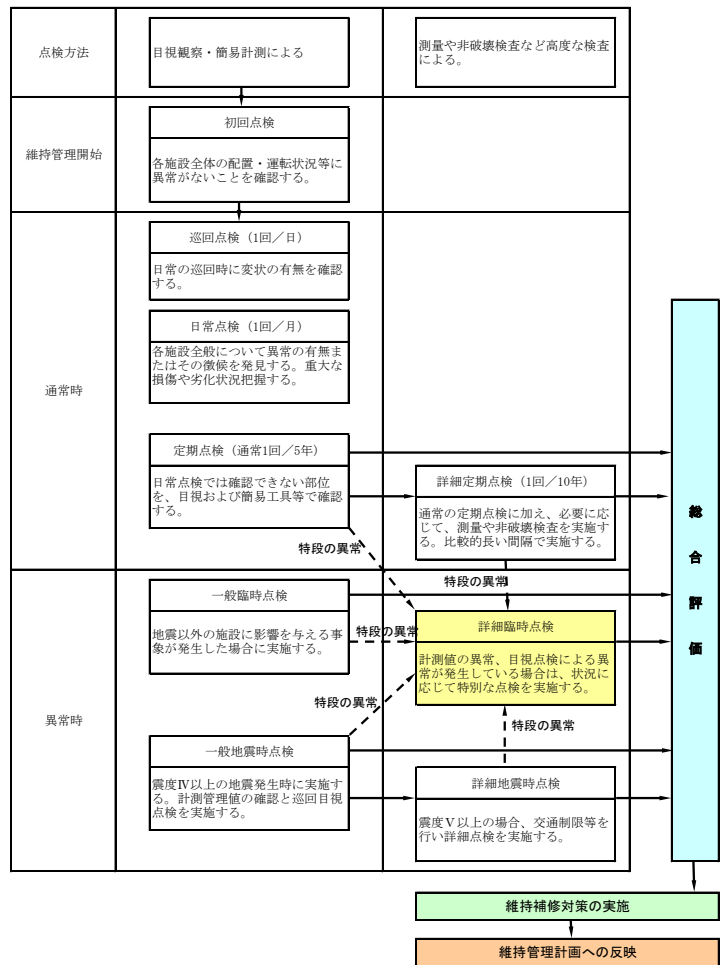 点検方法
目視観察・簡易計測による
測量や非破壊検査など高度な検査
による。
維持管理開始
初回点検
各施設全体の配置・運転状況等に
異常がないことを確認する。
通常時
巡回点検（1回／日）
日常の巡回時に変状の有無を確認
する。
日常点検（1回／月）
各施設全般について異常の有無ま
たはその徴候を発見する。重大な
損傷や劣化状況把握する。
定期点検（通常1回／5年）
日常点検では確認できない部位
を、目視および簡易工具等で確認
する。
詳細定期点検（1回／10年）
通常の定期点検に加え、必要に応
じて、測量や非破壊検査を実施す
る。比較的長い間隔で実施する。
特段の異常
特段の異常
異常時
一般臨時点検
地震以外の施設に影響を与える事
象が発生した場合に実施する。
特段の異常
詳細臨時点検
計測値の異常、目視点検による異
常が発生している場合は、状況に
応じて特別な点検を実施する。
特段の異常
特段の異常
一般地震時点検
震度Ⅳ以上の地震発生時に実施す
る。計測管理値の確認と巡回目視
点検を実施する。
詳細地震時点検
震度Ⅴ以上の場合、交通制限等を
行い詳細点検を実施する。
総
合
評
価
維持補修対策の実施
維持管理計画への反映